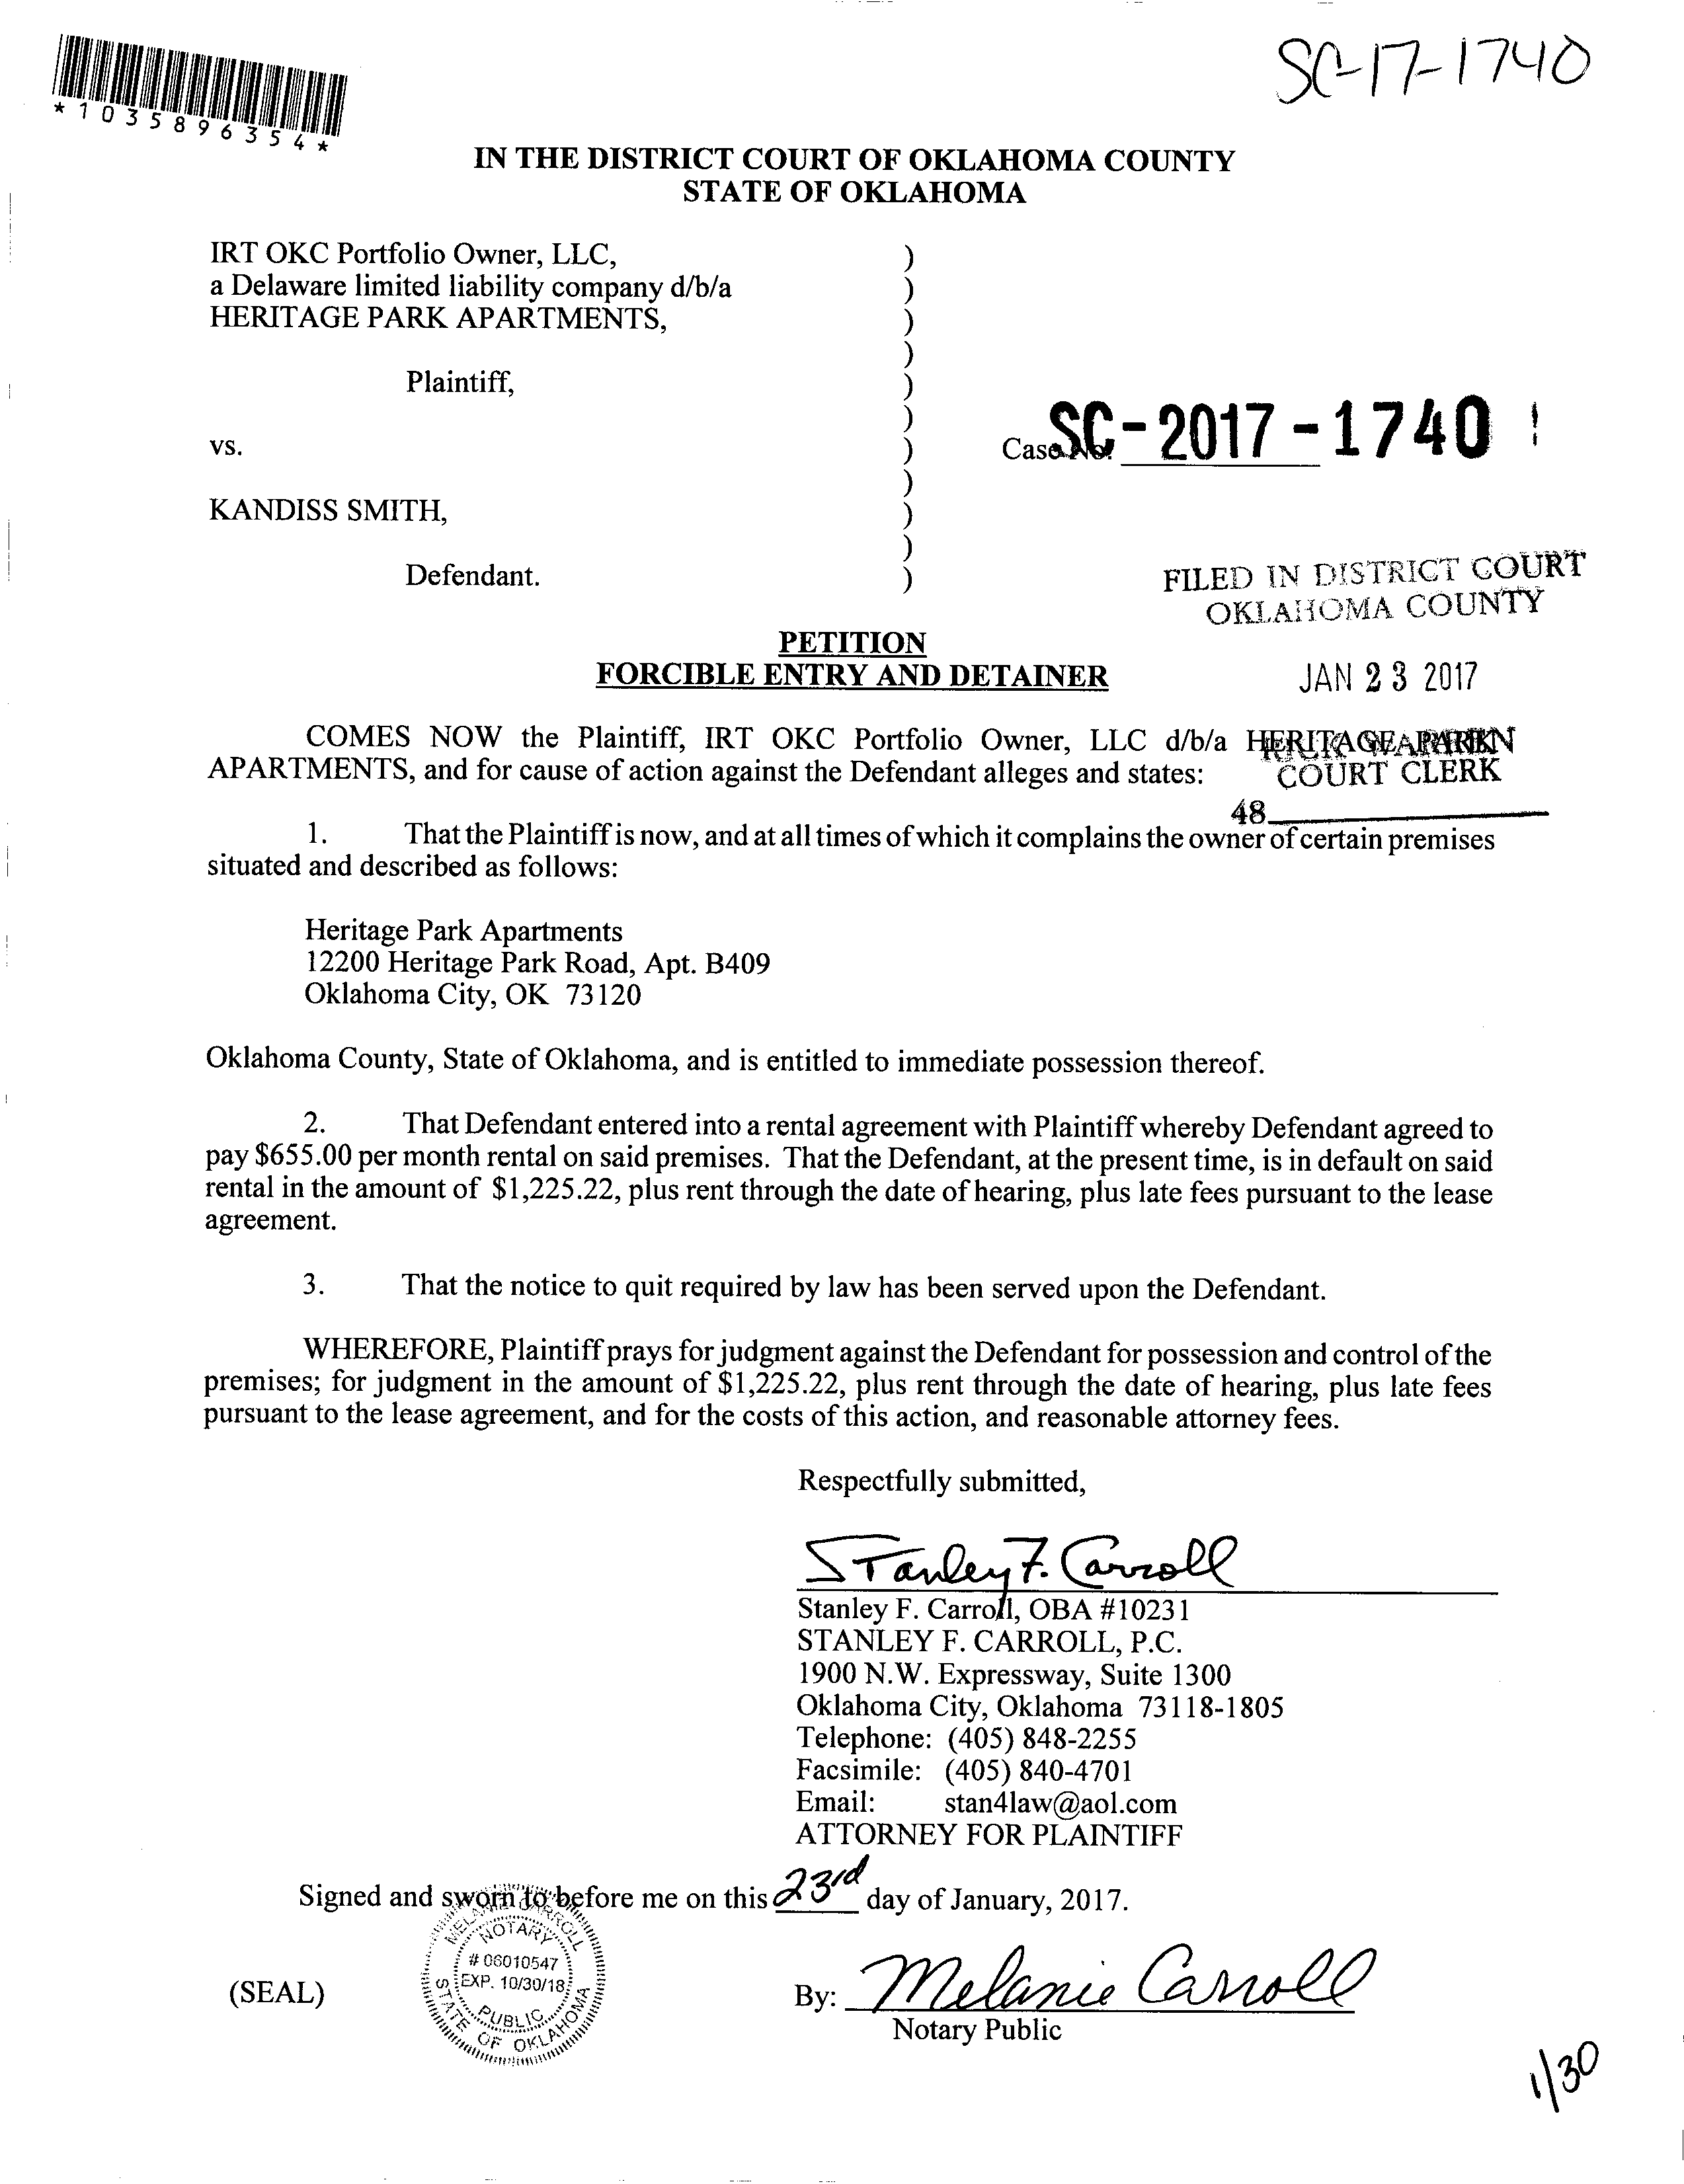 SC-17-1740
*1035896354*
IN THE DISTRICT COURT OF OKLAHOMA COUNTY
STATE OF OKLAHOMA
IRT OKC Portfolio Owner, LLC, )
a Delaware limited liability company d/b/a )
HERITAGE PARK APARTMENTS, )
)
Plaintiff, )
)
vs. ) Case No. SC-2017-1740
)
KANDISS SMITH, )
)
Defendant. )
FILED IN DISTRICT COURT
OKLAHOMA COUNTY
PETITION
FORCIBLE ENTRY AND DETAINER
JAN 23 2017
COMES NOW the Plaintiff, IRT OKC Portfolio Owner, LLC d/b/a HERITAGE PARK
APARTMENTS, and for cause of action against the Defendant alleges and states:
COURT CLERK
48
1. That the Plaintiff is now, and at all times of which it complains the owner of certain premises
situated and described as follows:
Heritage Park Apartments
12200 Heritage Park Road, Apt. B409
Oklahoma City, OK 73120
Oklahoma County, State of Oklahoma, and is entitled to immediate possession thereof.
2. That Defendant entered into a rental agreement with Plaintiff whereby Defendant agreed to
pay $655.00 per month rental on said premises. That the Defendant, at the present time, is in default on said
rental in the amount of $1,225.22, plus rent through the date of hearing, plus late fees pursuant to the lease
agreement.
3. That the notice to quit required by law has been served upon the Defendant.
WHEREFORE, Plaintiff prays for judgment against the Defendant for possession and control of the
premises; for judgment in the amount of $1,225.22, plus rent through the date of hearing, plus late fees
pursuant to the lease agreement, and for the costs of this action, and reasonable attorney fees.
Respectfully submitted,
Stanley F. Carroll
Stanley F. Carroll, OBA #10231
STANLEY F. CARROLL, P.C.
1900 N.W. Expressway, Suite 1300
Oklahoma City, Oklahoma 73118-1805
Telephone: (405) 848-2255
Facsimile: (405) 840-4701
Email: stan4law@aol.com
ATTORNEY FOR PLAINTIFF
Signed and sworn to before me on this 23rd day of January, 2017.
MELANIE CARROLL
NOTARY
# 06010547
EXP. 10/30/18
PUBLIC
STATE OF OKLAHOMA
(SEAL)
By: Melanie Carroll
Notary Public
1/30